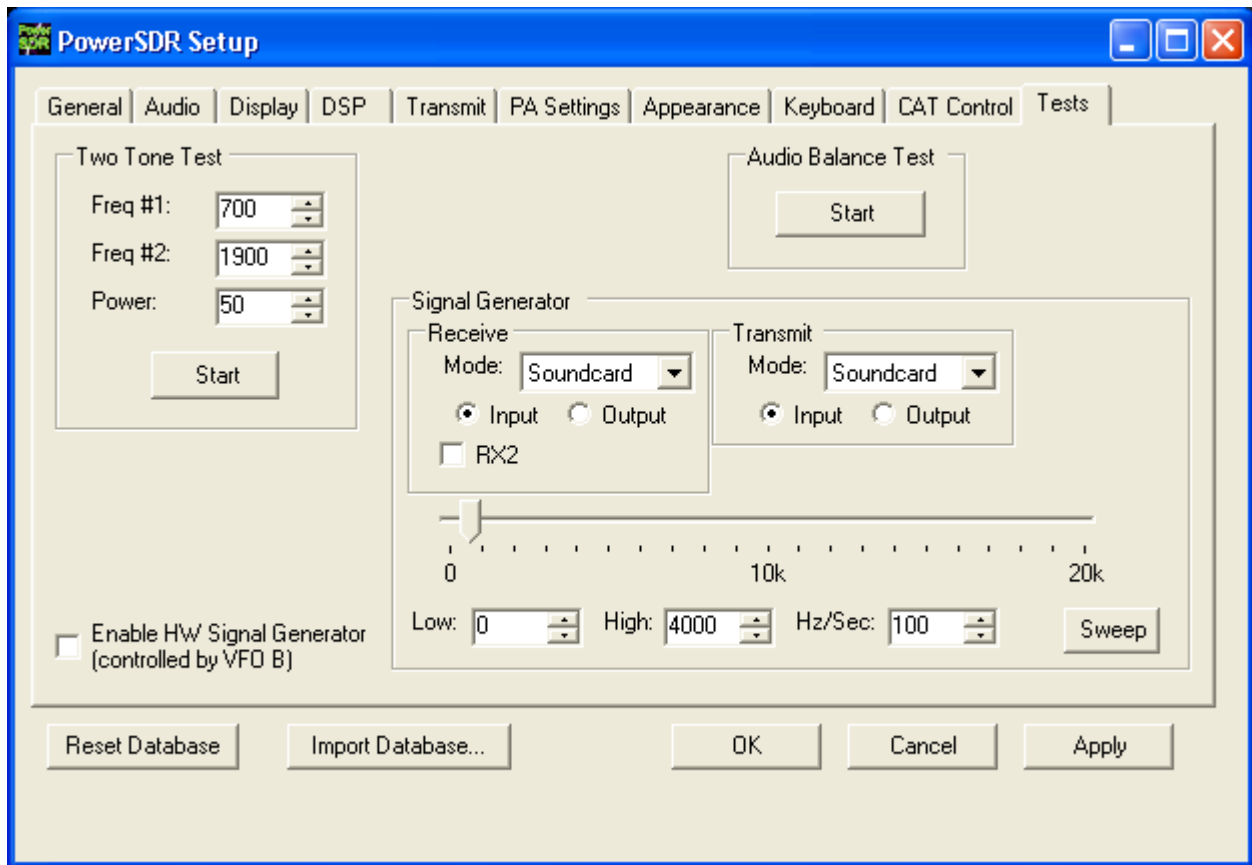 Power SDR PowerSDR Setup
General Audio Display DSP Transmit PA Settings Appearance Keyboard CAT Control Tests
Two Tone Test
Freq #1: 700
Freq #2: 1900
Power: 50
Start
Audio Balance Test
Start
Signal Generator
Receive
Mode: Soundcard
Input Output
RX2
Transmit
Mode: Soundcard
Input Output
0 10k 20k
Low: 0 High: 4000 Hz/Sec: 100 Sweep
Enable HW Signal Generator
(controlled by VFO B)
Reset Database Import Database... OK Cancel Apply